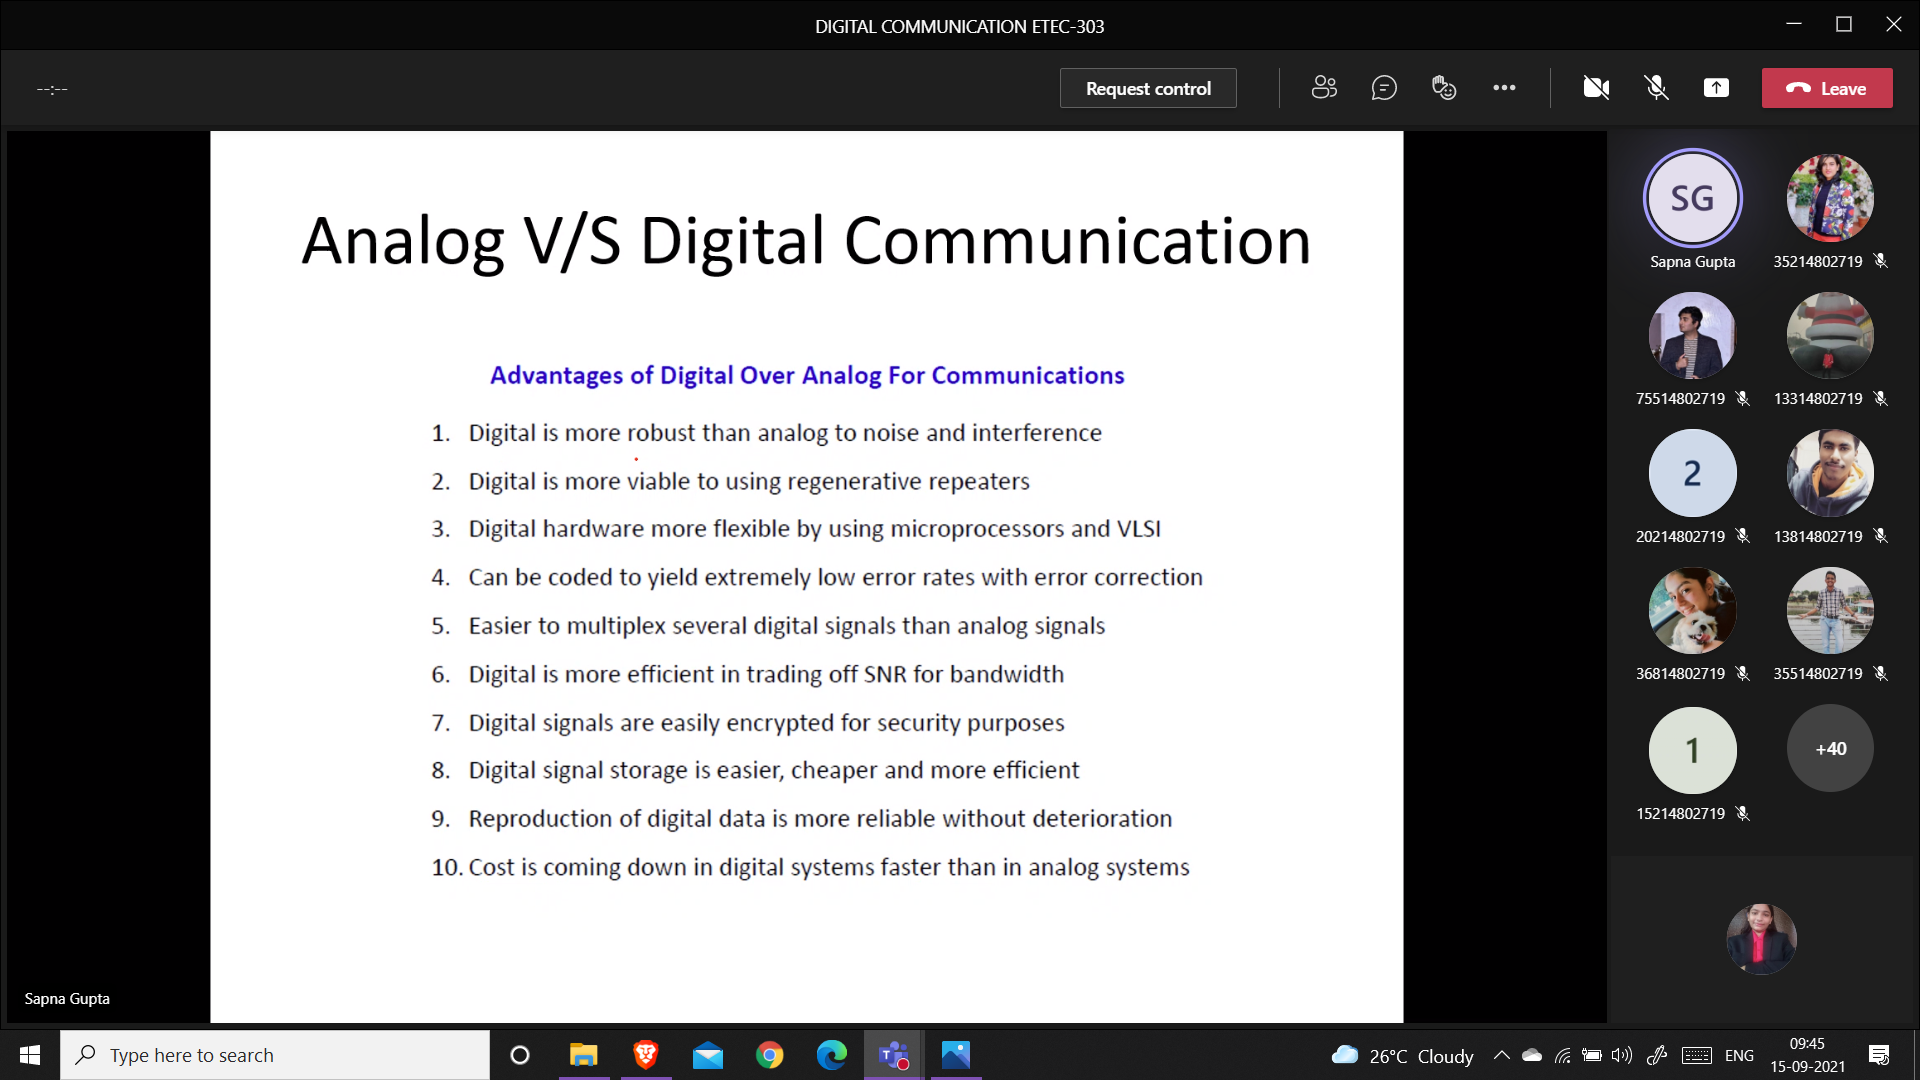 DIGITAL COMMUNICATION ETEC-303
--:--
Request control
Leave
Analog V/S Digital Communication
Advantages of Digital Over Analog For Communications
1. Digital is more robust than analog to noise and interference
2. Digital is more viable to using regenerative repeaters
3. Digital hardware more flexible by using microprocessors and VLSI
4. Can be coded to yield extremely low error rates with error correction
5. Easier to multiplex several digital signals than analog signals
6. Digital is more efficient in trading off SNR for bandwidth
7. Digital signals are easily encrypted for security purposes
8. Digital signal storage is easier, cheaper and more efficient
9. Reproduction of digital data is more reliable without deterioration
10. Cost is coming down in digital systems faster than in analog systems
Sapna Gupta
SG
Sapna Gupta
35214802719
75514802719
13314802719
2
20214802719
13814802719
36814802719
35514802719
1
+40
15214802719
Type here to search
26°C Cloudy
ENG
09:45
15-09-2021